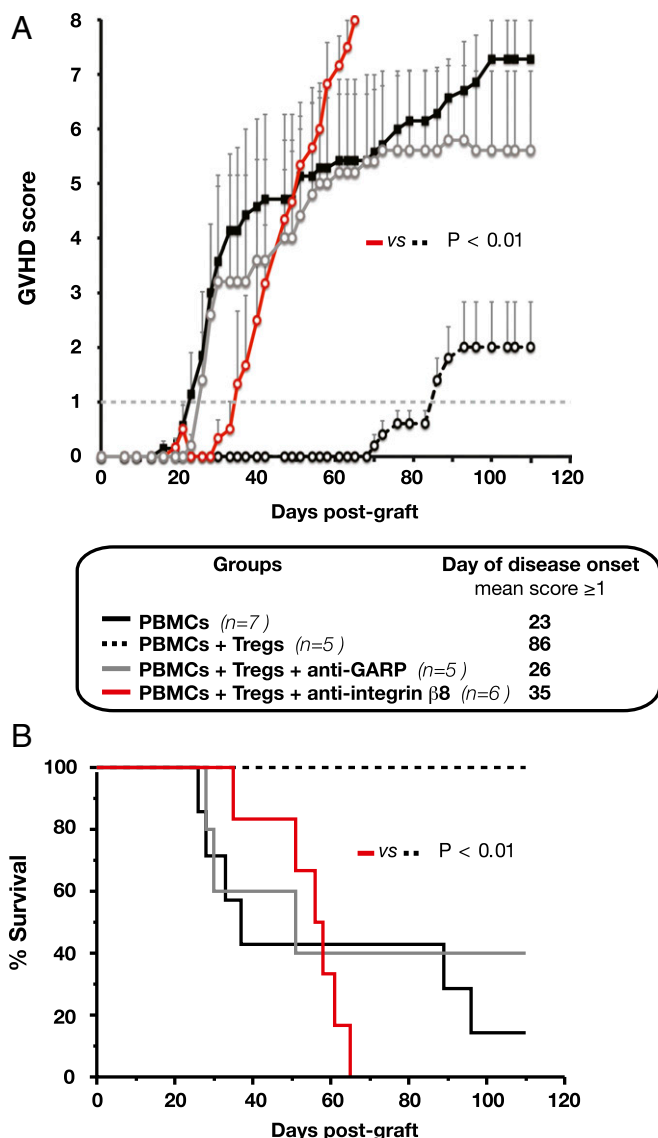 A
8
7
6
5
4
3
2
1
0
GVHD score
vs P < 0.01
0 20 40 60 80 100 120
Days post-graft
Groups Day of disease onset
mean score ≥1
PBMCs (n=7) 23
PBMCs + Tregs (n=5) 86
PBMCs + Tregs + anti-GARP (n=5) 26
PBMCs + Tregs + anti-integrin β8 (n=6) 35
B
100
80
60
40
20
0
% Survival
vs P < 0.01
0 20 40 60 80 100 120
Days post-graft